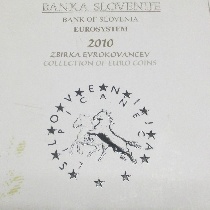 BANKA SLOVENIJE
BANK OF SLOVENIA
EUROSYSTEM
2010
ZBIRKA EVROKOVANCEV
COLLECTION OF EURO COINS
SLOVENIJA
LIPICANEC